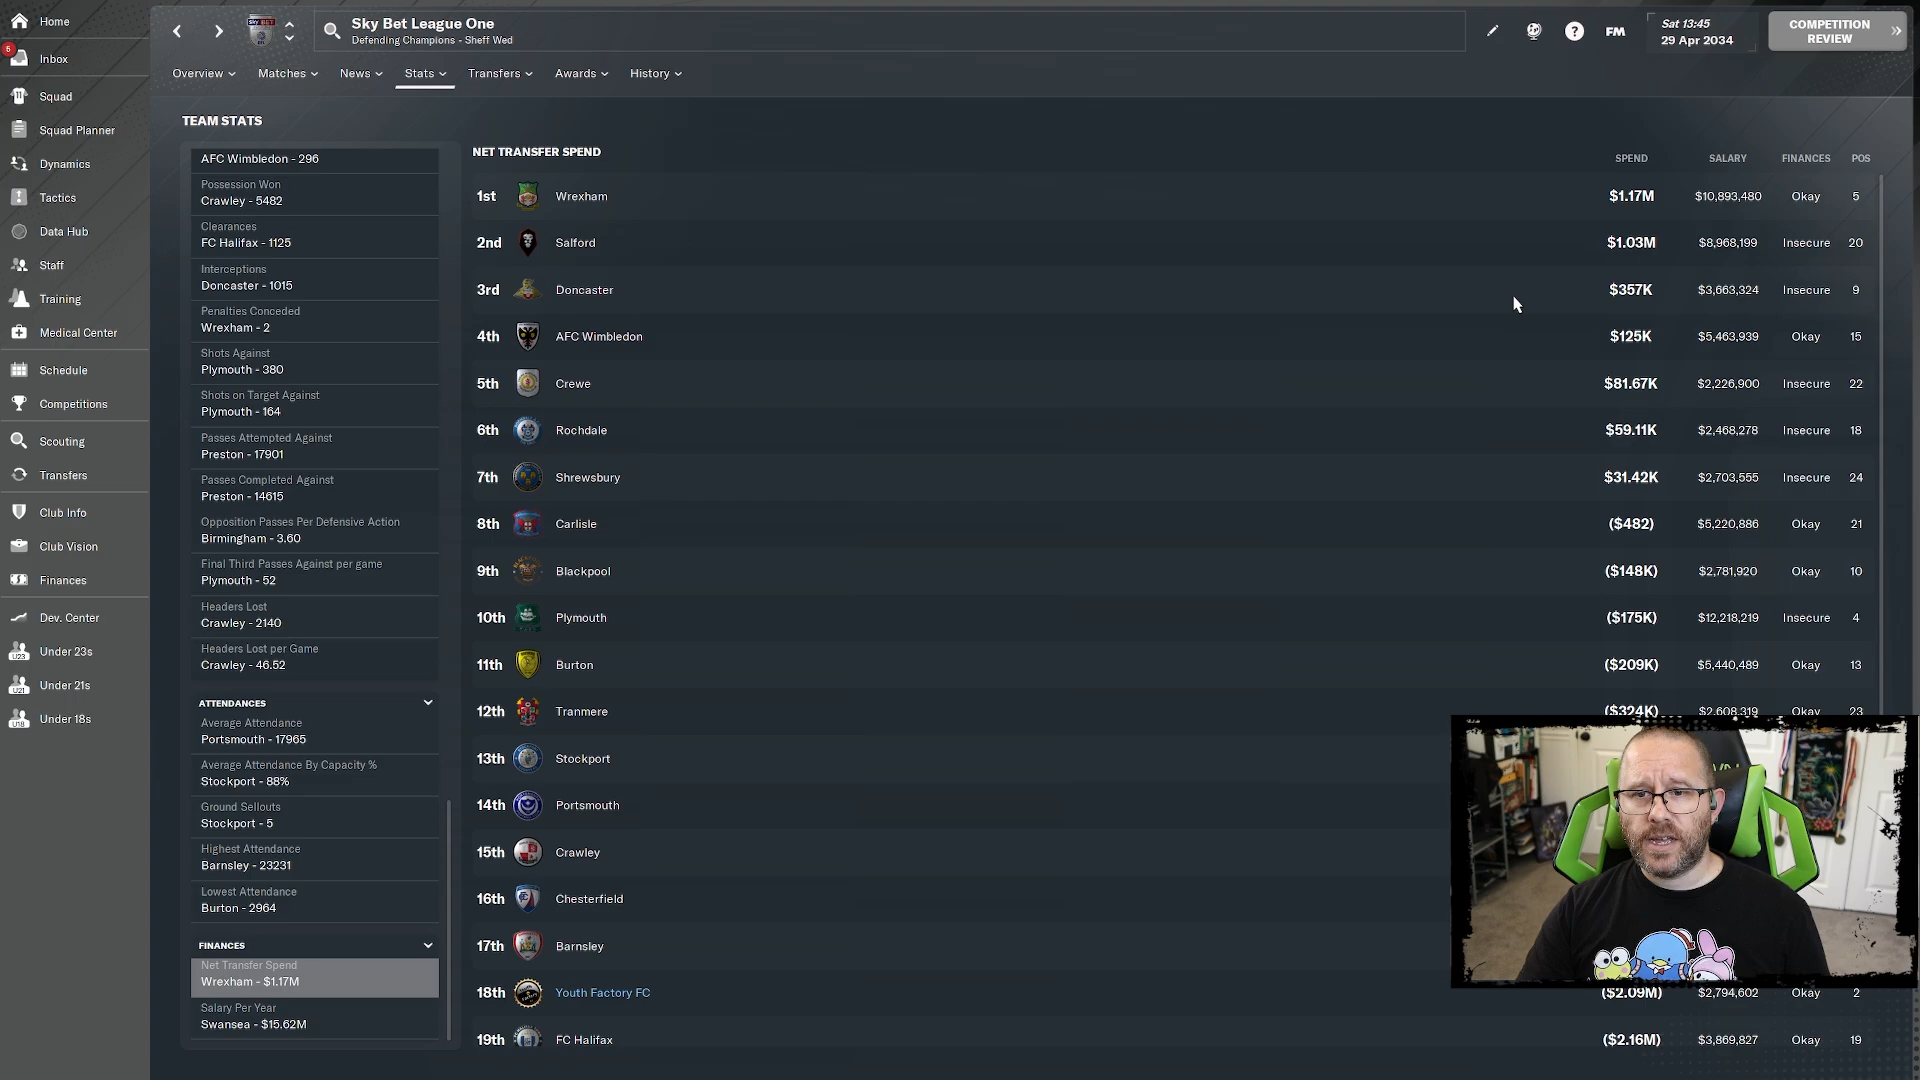 Home
Sky Bet League One
Defending Champions - Sheff Wed
FM
Sat 13:45
29 Apr 2034
COMPETITION
REVIEW
6
Inbox
Overview
Matches
News
Stats
Transfers
Awards
History
Squad
Squad Planner
Dynamics
Tactics
Data Hub
Staff
Training
Medical Center
Schedule
Competitions
Scouting
Transfers
Club Info
Club Vision
Finances
Dev. Center
U23
Under 23s
U21
Under 21s
U18
Under 18s
TEAM STATS
AFC Wimbledon - 296
Possession Won
Crawley - 5482
Clearances
FC Halifax - 1125
Interceptions
Doncaster - 1015
Penalties Conceded
Wrexham - 2
Shots Against
Plymouth - 380
Shots on Target Against
Plymouth - 164
Passes Attempted Against
Preston - 17901
Passes Completed Against
Preston - 14615
Opposition Passes Per Defensive Action
Birmingham - 3.60
Final Third Passes Against per game
Plymouth - 52
Headers Lost
Crawley - 2140
Headers Lost per Game
Crawley - 46.52
ATTENDANCES
Average Attendance
Portsmouth - 17965
Average Attendance By Capacity %
Stockport - 88%
Ground Sellouts
Stockport - 5
Highest Attendance
Barnsley - 23231
Lowest Attendance
Burton - 2964
FINANCES
Net Transfer Spend
Wrexham - $1.17M
Salary Per Year
Swansea - $15.62M
NET TRANSFER SPEND SPEND SALARY FINANCES POS
1st Wrexham $1.17M $10,893,480 Okay 5
2nd Salford $1.03M $8,968,199 Insecure 20
3rd Doncaster $357K $3,663,324 Insecure 9
4th AFC Wimbledon $125K $5,463,939 Okay 15
5th Crewe $81.67K $2,226,900 Insecure 22
6th Rochdale $59.11K $2,468,278 Insecure 18
7th Shrewsbury $31.42K $2,703,555 Insecure 24
8th Carlisle ($482) $5,220,886 Okay 21
9th Blackpool ($148K) $2,781,920 Okay 10
10th Plymouth ($175K) $12,218,219 Insecure 4
11th Burton ($209K) $5,440,489 Okay 13
12th Tranmere ($324K) $2,608,319 Okay 23
13th Stockport
14th Portsmouth
15th Crawley
16th Chesterfield
17th Barnsley
18th Youth Factory FC ($2.09M) $2,794,602 Okay 2
19th FC Halifax ($2.16M) $3,869,827 Okay 19